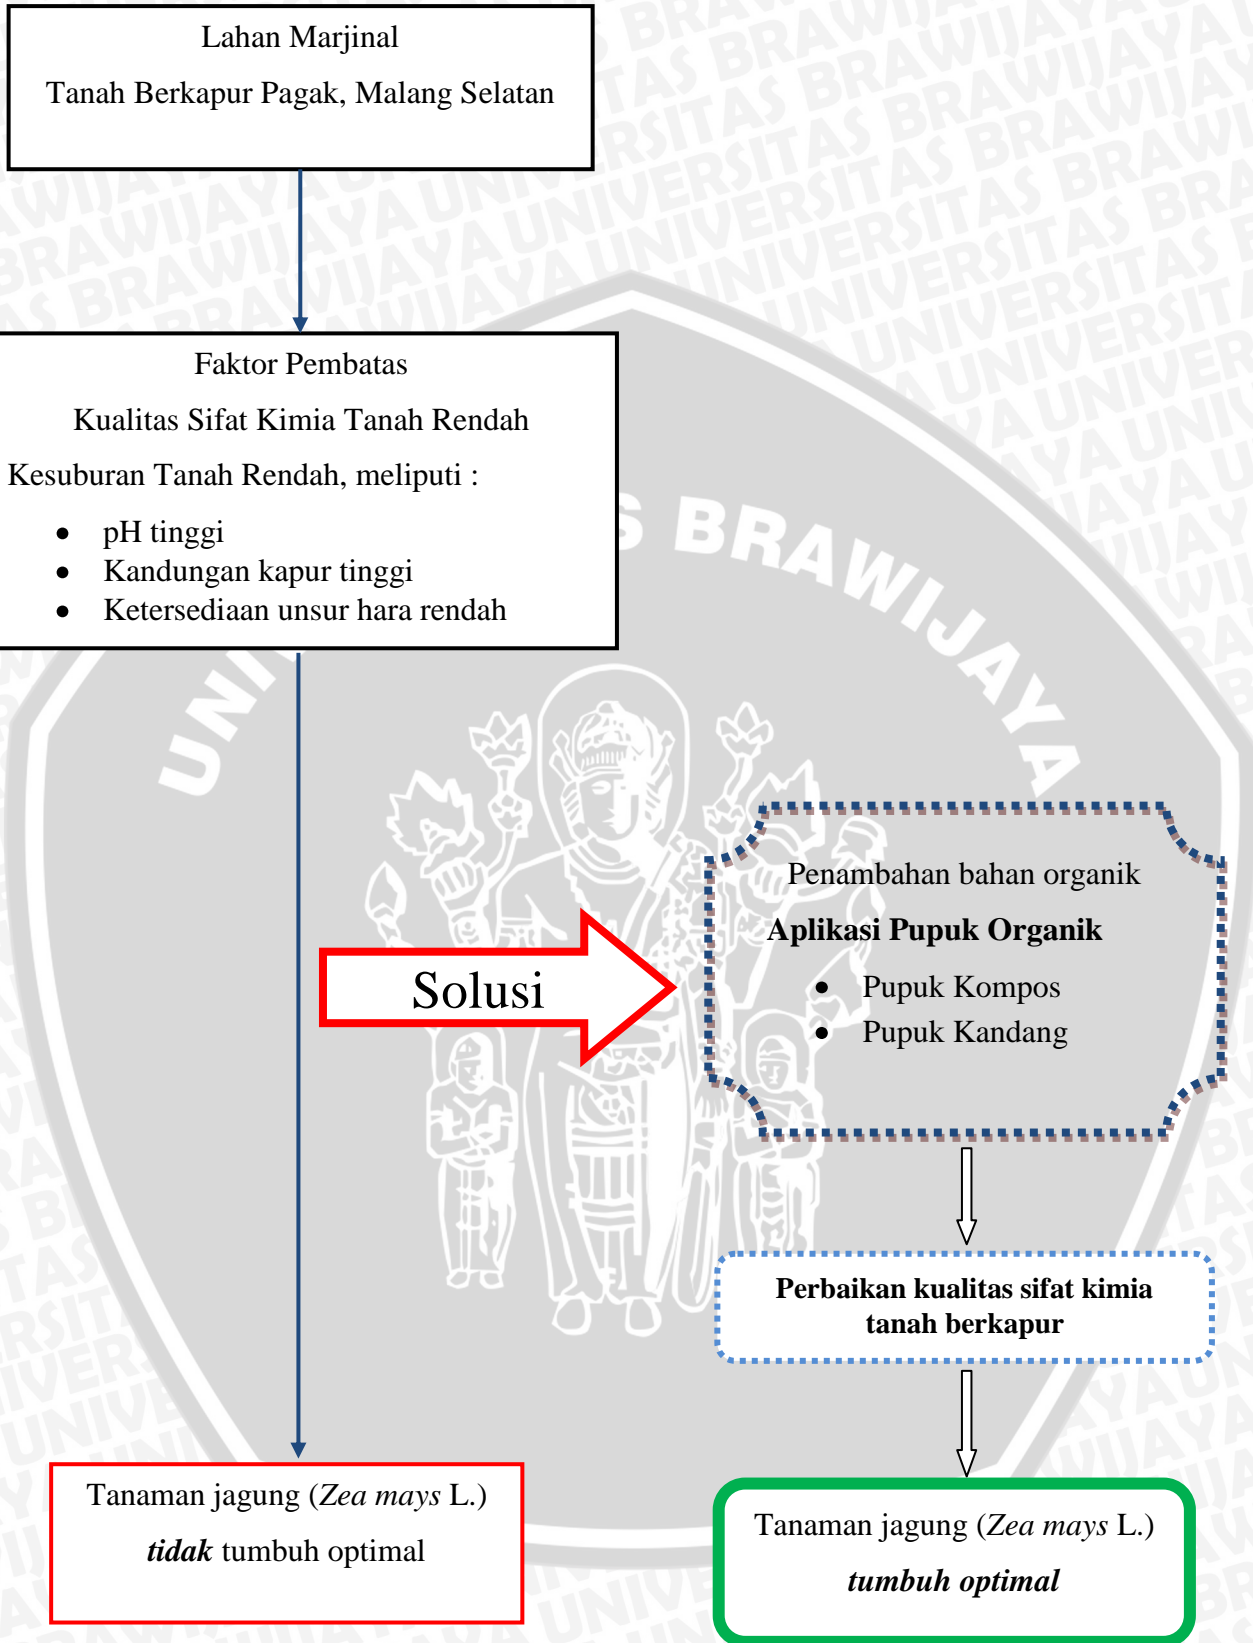 Lahan Marjinal
Tanah Berkapur Pagak, Malang Selatan
Faktor Pembatas
Kualitas Sifat Kimia Tanah Rendah
Kesuburan Tanah Rendah, meliputi :
• pH tinggi
• Kandungan kapur tinggi
• Ketersediaan unsur hara rendah
Solusi
Penambahan bahan organik
Aplikasi Pupuk Organik
• Pupuk Kompos
• Pupuk Kandang
Perbaikan kualitas sifat kimia
tanah berkapur
Tanaman jagung (Zea mays L.)
tidak tumbuh optimal
Tanaman jagung (Zea mays L.)
tumbuh optimal
BRAWIJAYA